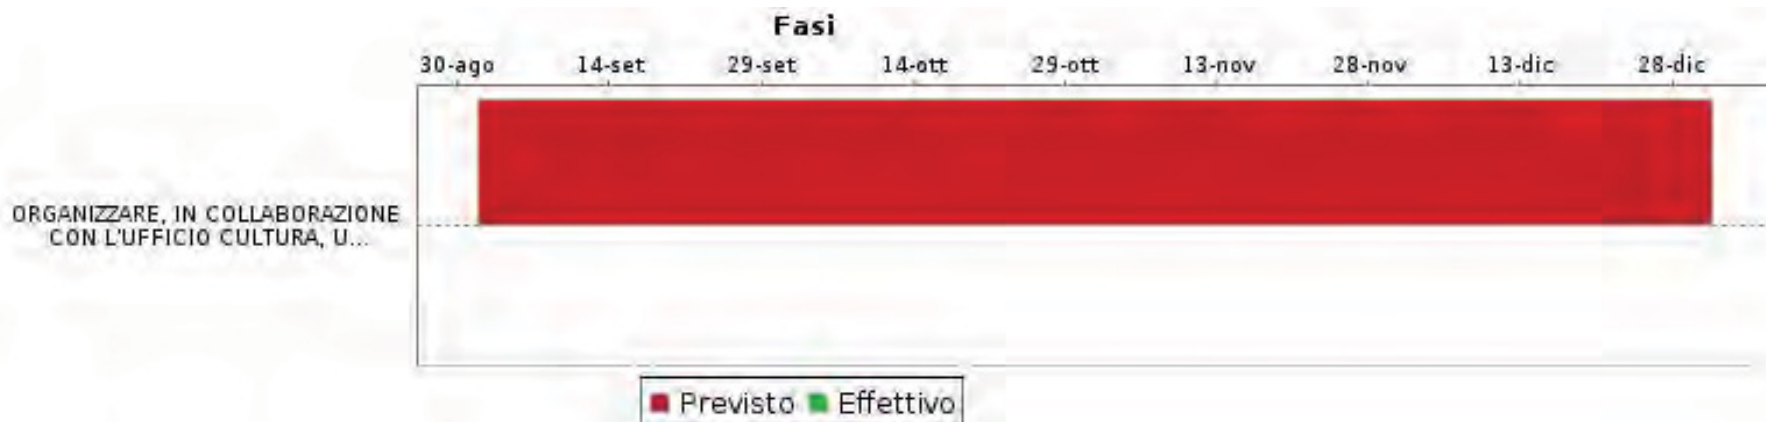 Fasi
30-ago 14-set 29-set 14-ott 29-ott 13-nov 28-nov 13-dic 28-dic
ORGANIZZARE, IN COLLABORAZIONE
CON L'UFFICIO CULTURA, U...
Previsto Effettivo